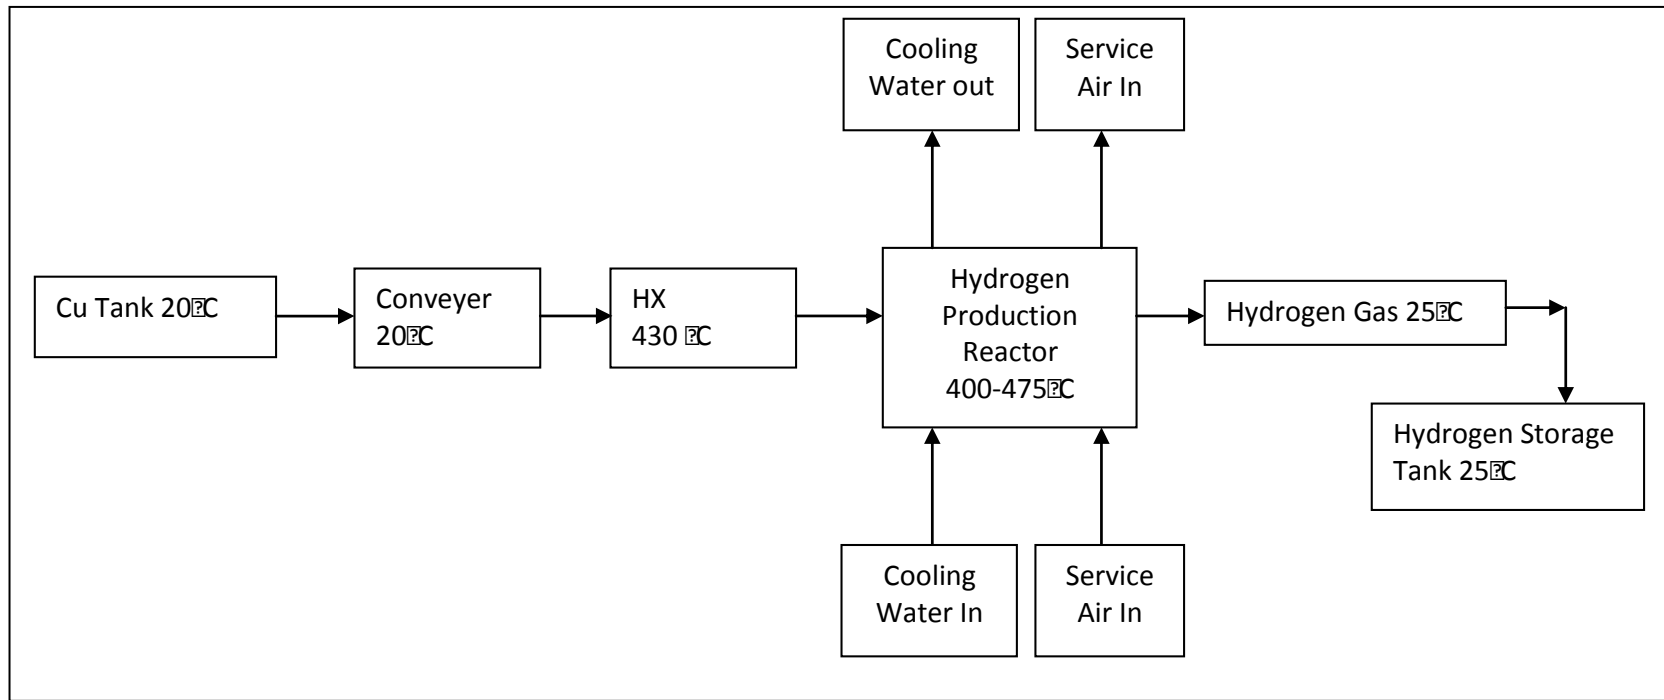 Cooling
Water out
Service
Air In
Cu Tank 20�C
Conveyer
20�C
HX
430 �C
Hydrogen
Production
Reactor
400-475�C
Hydrogen Gas 25�C
Hydrogen Storage
Tank 25�C
Cooling
Water In
Service
Air In